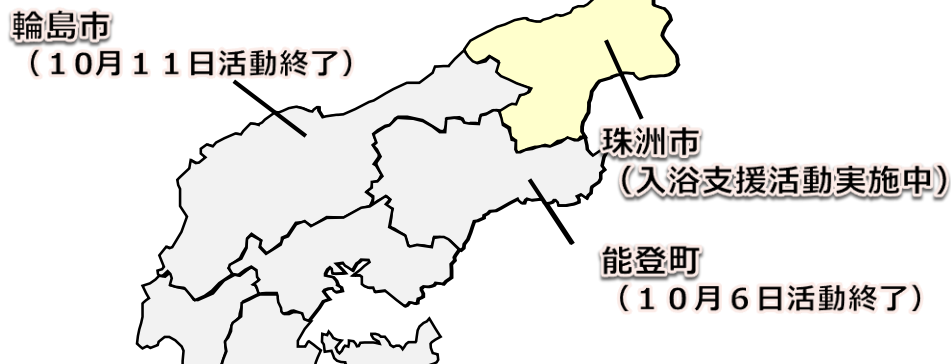 輪島市
（１０月１１日活動終了）
珠洲市
（入浴支援活動実施中）
能登町
（１０月６日活動終了）